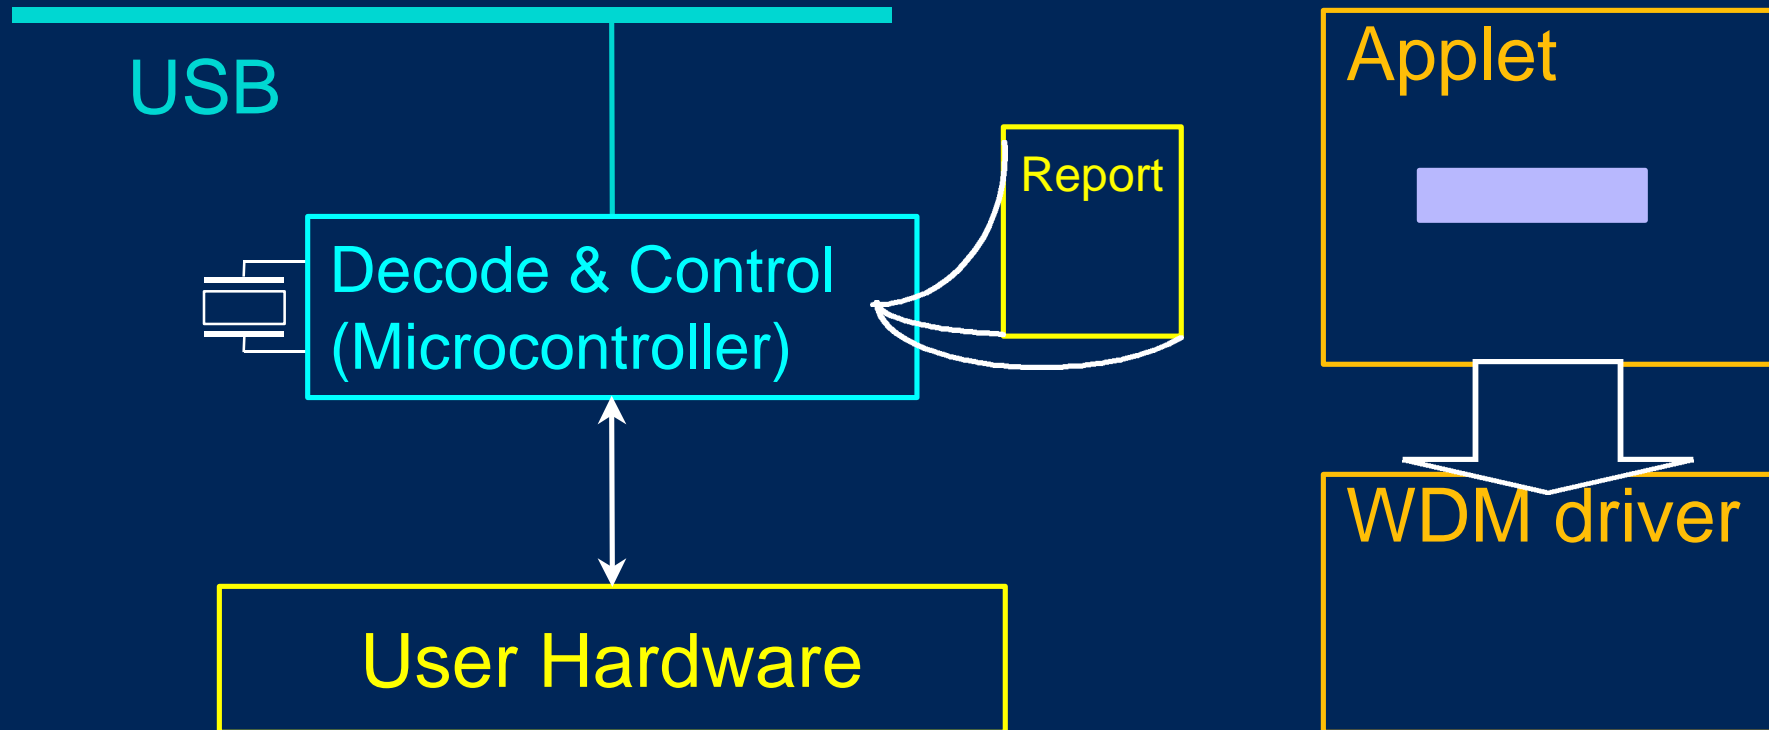 USB
Applet
Report
Decode & Control
(Microcontroller)
WDM driver
User Hardware